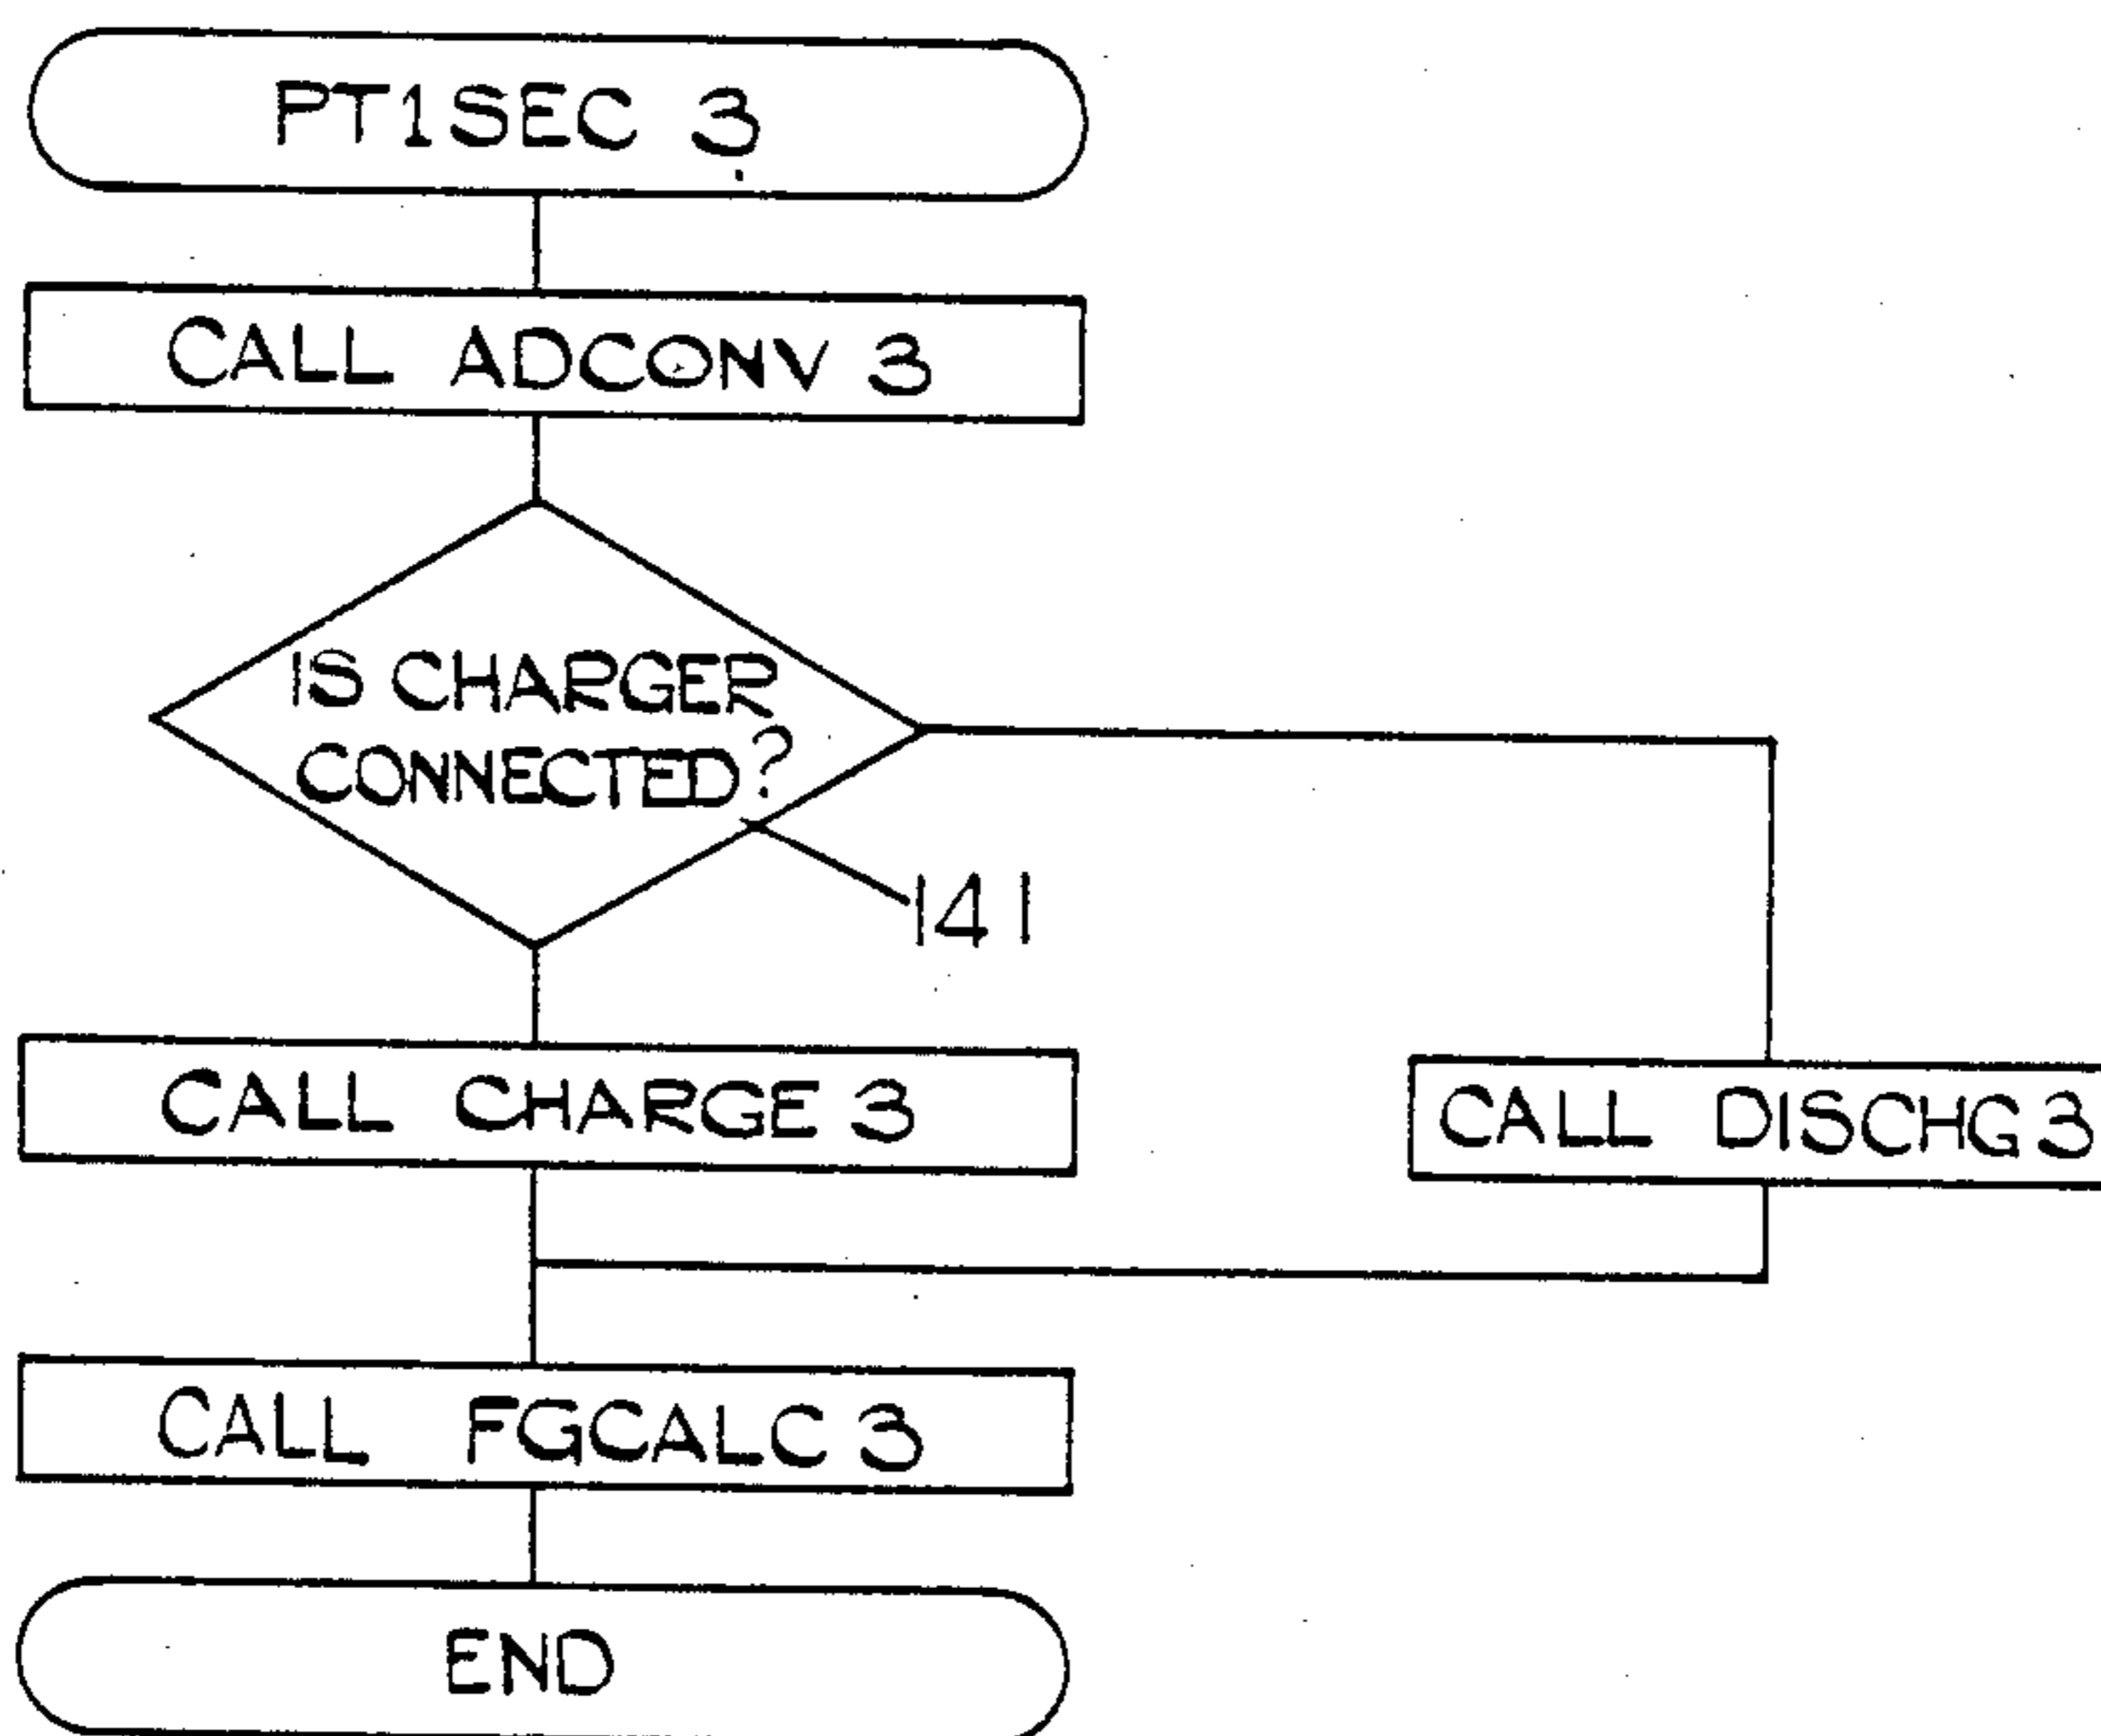 PT1SEC 3
CALL ADCONV 3
IS CHARGER
CONNECTED?
141
CALL CHARGE 3
CALL DISCHG 3
CALL FGCALC 3
END